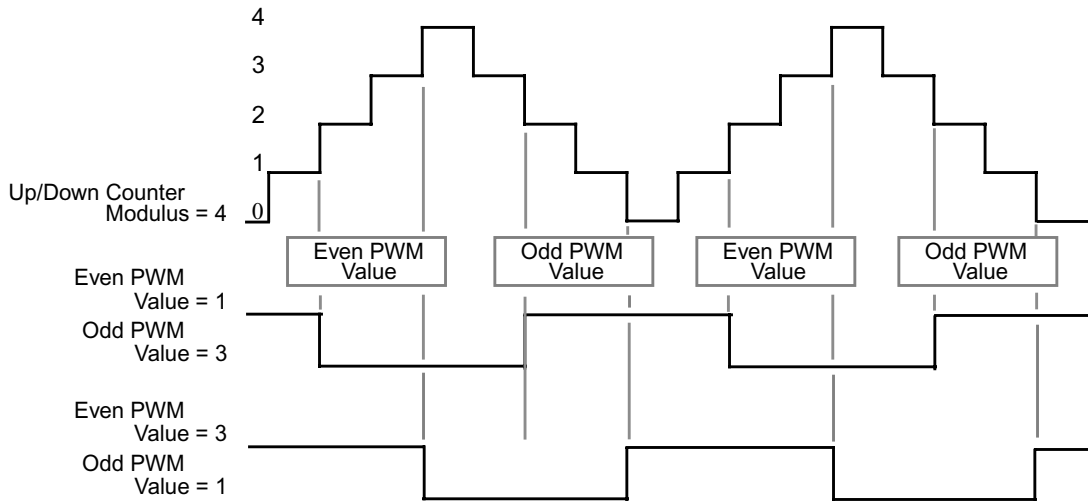 4
3
2
1
Up/Down Counter
Modulus = 4
0
Even PWM
Value
Odd PWM
Value
Even PWM
Value
Odd PWM
Value
Even PWM
Value = 1
Odd PWM
Value = 3
Even PWM
Value = 3
Odd PWM
Value = 1